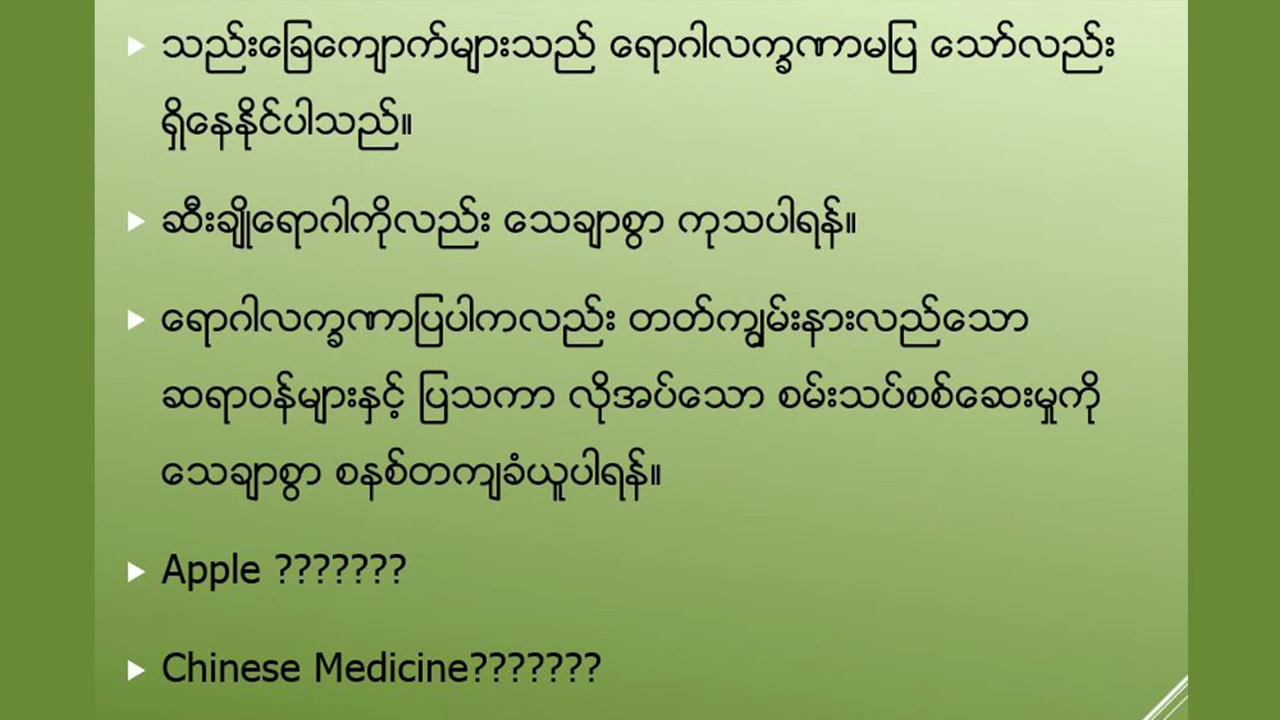 သည်းခြေကျောက်များသည် ရောဂါလက္ခဏာမပြ သော်လည်း
ရှိနေနိုင်ပါသည်။
ဆီးချိုရောဂါကိုလည်း သေချာစွာ ကုသပါရန်။
ရောဂါလက္ခဏာပြပါကလည်း တတ်ကျွမ်းနားလည်သော
ဆရာဝန်များနှင့် ပြသကာ လိုအပ်သော စမ်းသပ်စစ်ဆေးမှုကို
သေချာစွာ စနစ်တကျခံယူပါရန်။
Apple ???????
Chinese Medicine???????